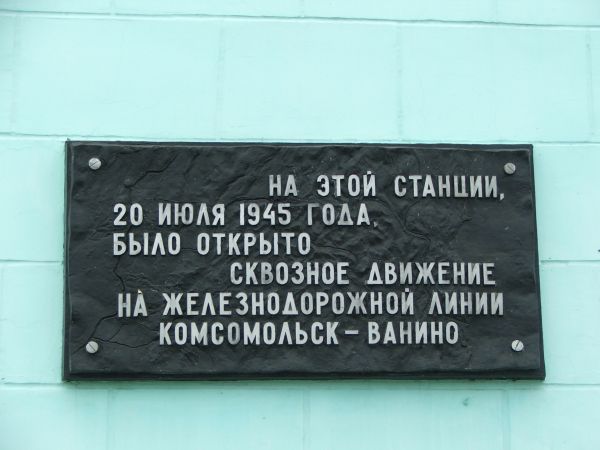 НА ЭТОЙ СТАНЦИИ,
20 ИЮЛЯ 1945 ГОДА,
БЫЛО ОТКРЫТО
СКВОЗНОЕ ДВИЖЕНИЕ
НА ЖЕЛЕЗНОДОРОЖНОЙ ЛИНИИ
КОМСОМОЛЬСК – ВАНИНО